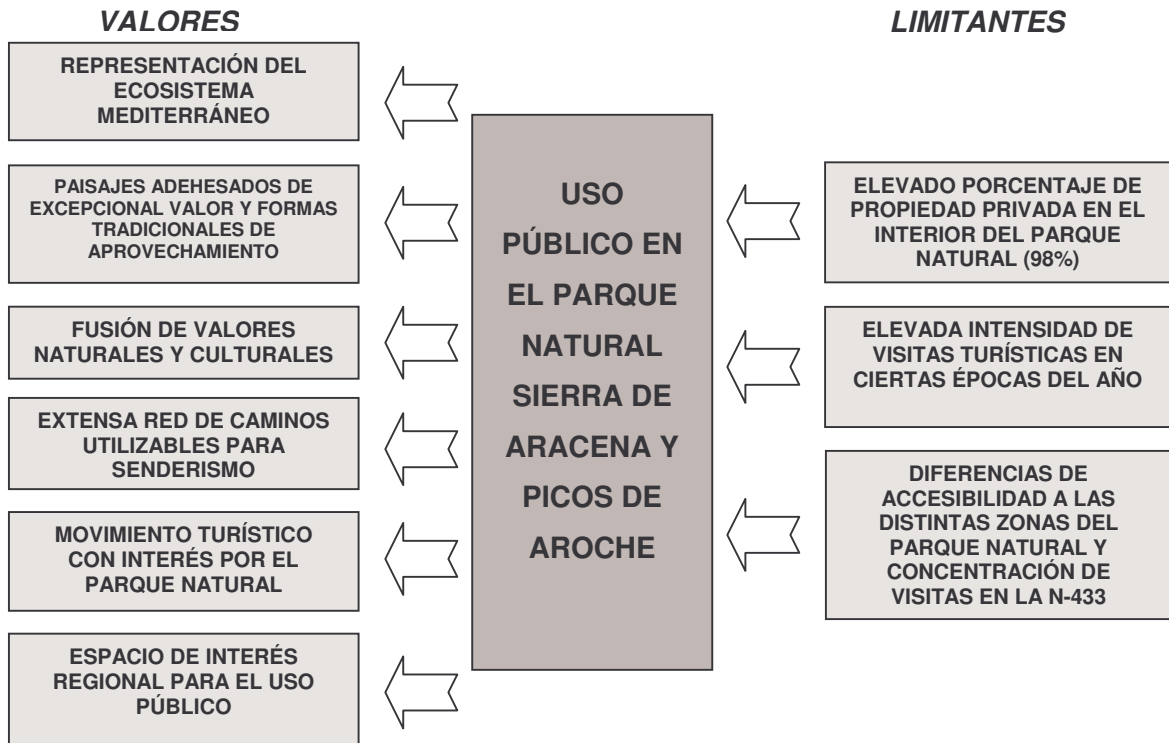 VALORES
REPRESENTACIÓN DEL
ECOSISTEMA
MEDITERRÁNEO
PAISAJES ADEHESADOS DE
EXCEPCIONAL VALOR Y FORMAS
TRADICIONALES DE
APROVECHAMIENTO
FUSIÓN DE VALORES
NATURALES Y CULTURALES
EXTENSA RED DE CAMINOS
UTILIZABLES PARA
SENDERISMO
MOVIMIENTO TURÍSTICO
CON INTERÉS POR EL
PARQUE NATURAL
ESPACIO DE INTERÉS
REGIONAL PARA EL USO
PÚBLICO
USO
PÚBLICO EN
EL PARQUE
NATURAL
SIERRA DE
ARACENA Y
PICOS DE
AROCHE
LIMITANTES
ELEVADO PORCENTAJE DE
PROPIEDAD PRIVADA EN EL
INTERIOR DEL PARQUE
NATURAL (98%)
ELEVADA INTENSIDAD DE
VISITAS TURÍSTICAS EN
CIERTAS ÉPOCAS DEL AÑO
DIFERENCIAS DE
ACCESIBILIDAD A LAS
DISTINTAS ZONAS DEL
PARQUE NATURAL Y
CONCENTRACIÓN DE
VISITAS EN LA N-433